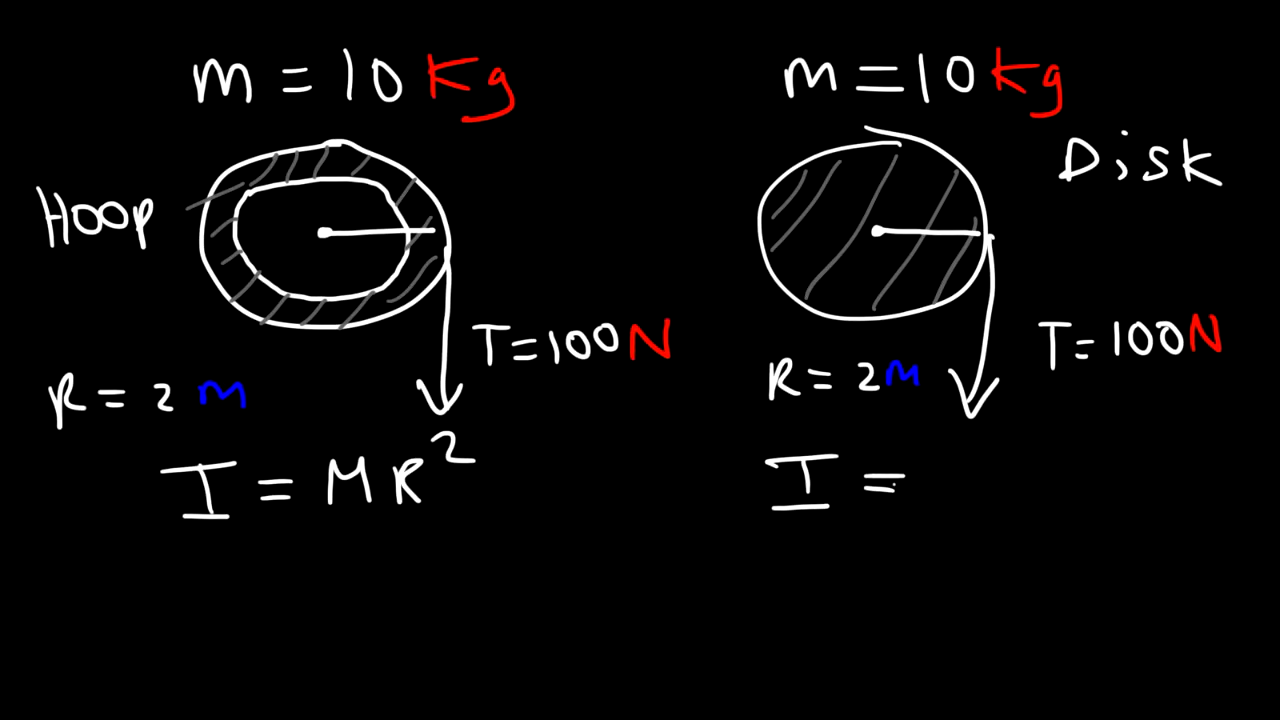 m = 10 Kg
Hoop
T = 100 N
R = 2 m
I = MR²
m = 10 kg
Disk
T = 100 N
R = 2 m
I =